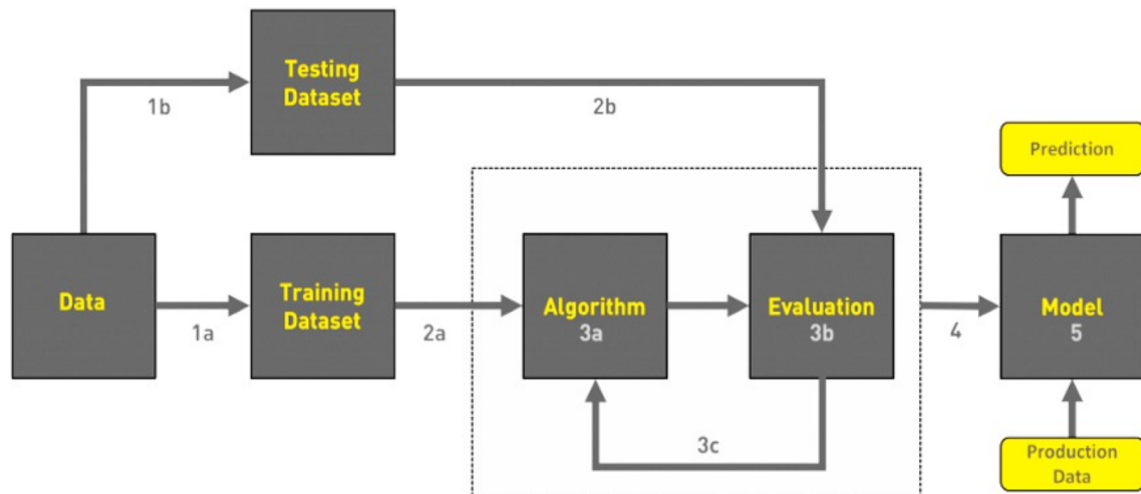 Testing
Dataset
1b
2b
Prediction
Data
1a
Training
Dataset
2a
Algorithm
3a
Evaluation
3b
4
Model
5
3c
Production
Data